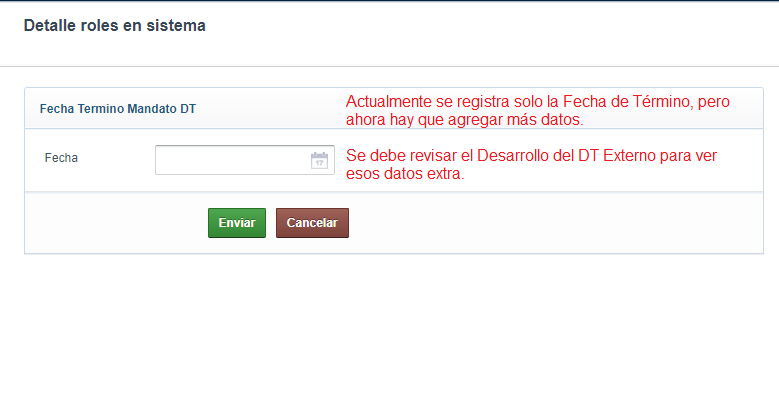 Detalle roles en sistema
Fecha Termino Mandato DT
Actualmente se registra solo la Fecha de Término, pero
ahora hay que agregar más datos.
Fecha
17
Se debe revisar el Desarrollo del DT Externo para ver
esos datos extra.
Enviar
Cancelar